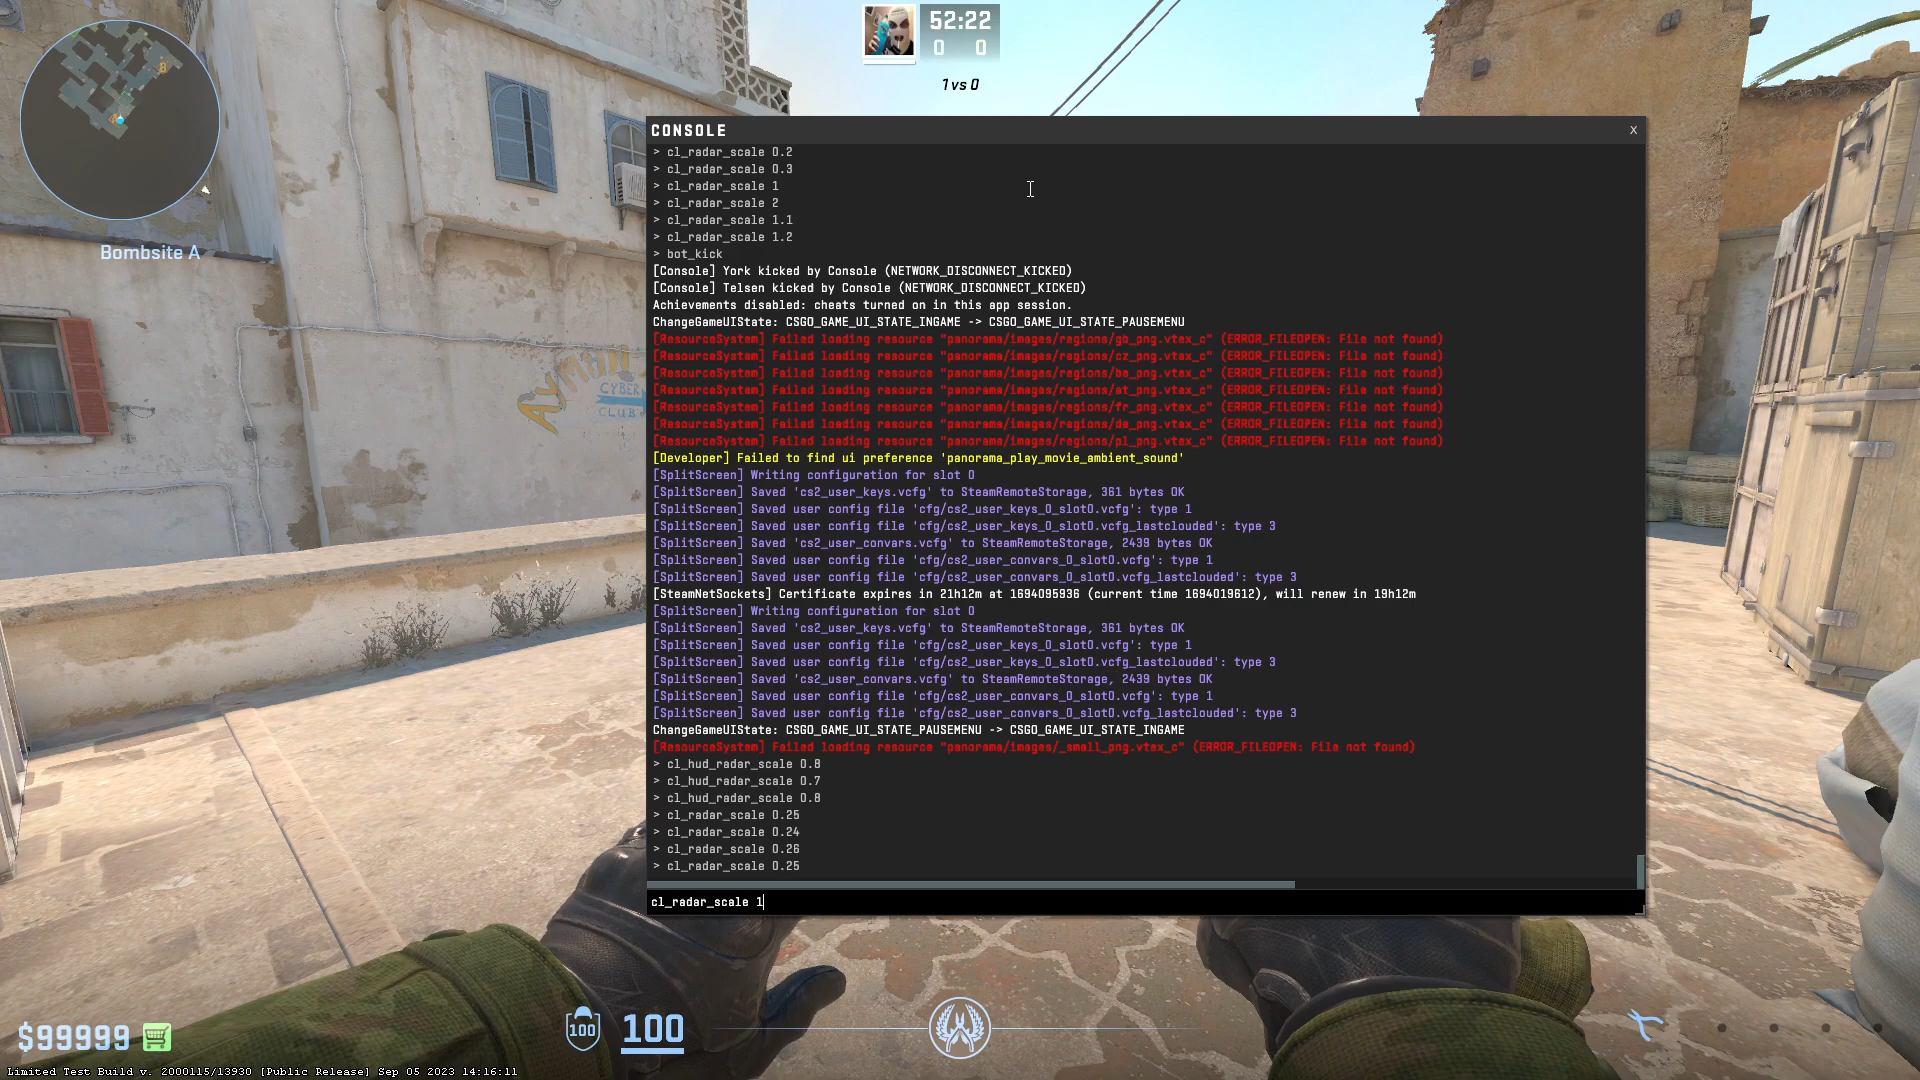 52:22
0 0
1 vs 0
Bombsite A
CONSOLE
X
> cl_radar_scale 0.2
> cl_radar_scale 0.3
> cl_radar_scale 1
> cl_radar_scale 2
> cl_radar_scale 1.1
> cl_radar_scale 1.2
> bot_kick
[Console] York kicked by Console (NETWORK_DISCONNECT_KICKED)
[Console] Telsen kicked by Console (NETWORK_DISCONNECT_KICKED)
Achievements disabled: cheats turned on in this app session.
ChangeGameUIState: CSGO_GAME_UI_STATE_INGAME -> CSGO_GAME_UI_STATE_PAUSEMENU
[ResourceSystem] Failed loading resource "panorama/images/regions/gb_png.vtex_c" (ERROR_FILEOPEN: File not found)
[ResourceSystem] Failed loading resource "panorama/images/regions/cz_png.vtex_c" (ERROR_FILEOPEN: File not found)
[ResourceSystem] Failed loading resource "panorama/images/regions/be_png.vtex_c" (ERROR_FILEOPEN: File not found)
[ResourceSystem] Failed loading resource "panorama/images/regions/at_png.vtex_c" (ERROR_FILEOPEN: File not found)
[ResourceSystem] Failed loading resource "panorama/images/regions/fr_png.vtex_c" (ERROR_FILEOPEN: File not found)
[ResourceSystem] Failed loading resource "panorama/images/regions/de_png.vtex_c" (ERROR_FILEOPEN: File not found)
[ResourceSystem] Failed loading resource "panorama/images/regions/pl_png.vtex_c" (ERROR_FILEOPEN: File not found)
[Developer] Failed to find ui preference 'panorama_play_movie_ambient_sound'
[SplitScreen] Writing configuration for slot 0
[SplitScreen] Saved 'cs2_user_keys.vcfg' to SteamRemoteStorage, 361 bytes OK
[SplitScreen] Saved user config file 'cfg/cs2_user_keys_0_slot0.vcfg': type 1
[SplitScreen] Saved user config file 'cfg/cs2_user_keys_0_slot0.vcfg_lastclouded': type 3
[SplitScreen] Saved 'cs2_user_convars.vcfg' to SteamRemoteStorage, 2439 bytes OK
[SplitScreen] Saved user config file 'cfg/cs2_user_convars_0_slot0.vcfg': type 1
[SplitScreen] Saved user config file 'cfg/cs2_user_convars_0_slot0.vcfg_lastclouded': type 3
[SteamNetSockets] Certificate expires in 21h12m at 1694095936 (current time 1694019612), will renew in 19h12m
[SplitScreen] Writing configuration for slot 0
[SplitScreen] Saved 'cs2_user_keys.vcfg' to SteamRemoteStorage, 361 bytes OK
[SplitScreen] Saved user config file 'cfg/cs2_user_keys_0_slot0.vcfg': type 1
[SplitScreen] Saved user config file 'cfg/cs2_user_keys_0_slot0.vcfg_lastclouded': type 3
[SplitScreen] Saved 'cs2_user_convars.vcfg' to SteamRemoteStorage, 2439 bytes OK
[SplitScreen] Saved user config file 'cfg/cs2_user_convars_0_slot0.vcfg': type 1
[SplitScreen] Saved user config file 'cfg/cs2_user_convars_0_slot0.vcfg_lastclouded': type 3
ChangeGameUIState: CSGO_GAME_UI_STATE_PAUSEMENU -> CSGO_GAME_UI_STATE_INGAME
[ResourceSystem] Failed loading resource "panorama/images/_small_png.vtex_c" (ERROR_FILEOPEN: File not found)
> cl_hud_radar_scale 0.8
> cl_hud_radar_scale 0.7
> cl_hud_radar_scale 0.8
> cl_radar_scale 0.25
> cl_radar_scale 0.24
> cl_radar_scale 0.26
> cl_radar_scale 0.25
cl_radar_scale 1
CYBER
CLUB
$99999
100
100
Limited Test Build v. 2000115/13930 [Public Release] Sep 05 2023 14:16:11